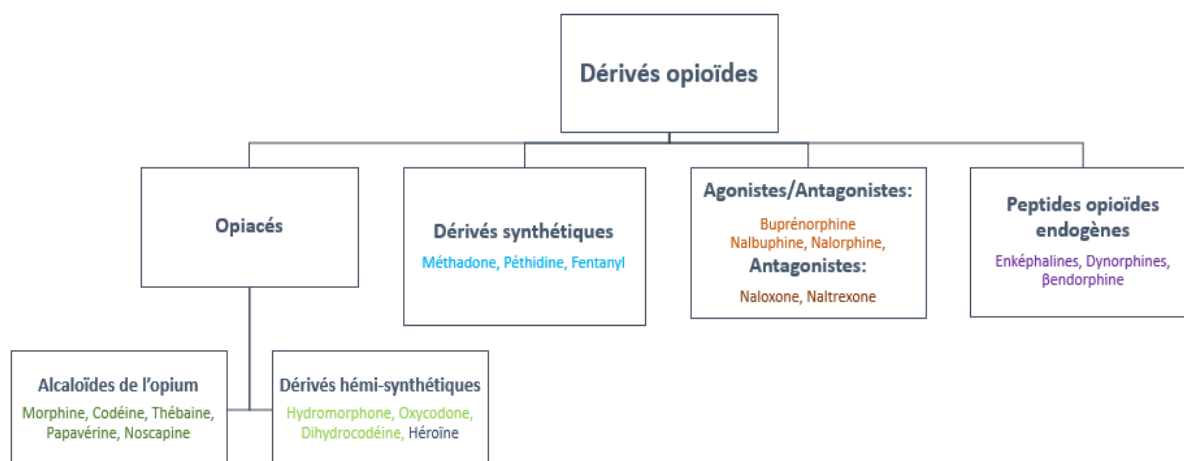 Dérivés opioïdes
Opiacés
Dérivés synthétiques
Méthadone, Péthidine, Fentanyl
Agonistes/Antagonistes:
Buprénorphine
Nalbuphine, Nalorphine,
Antagonistes:
Naloxone, Naltrexone
Peptides opioïdes
endogènes
Enképhalines, Dynorphines,
βendorphine
Alcaloïdes de l’opium
Morphine, Codéine, Thébaine,
Papavérine, Noscapine
Dérivés hémi-synthétiques
Hydromorphone, Oxycodone,
Dihydrocodéine, Héroïne